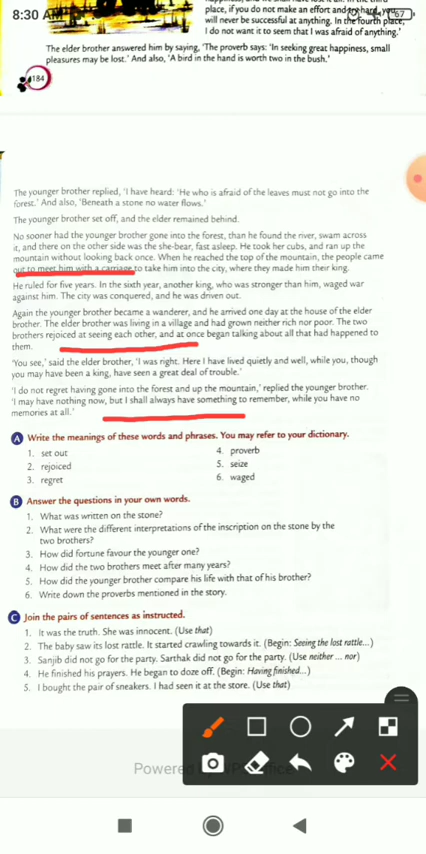 8:30 AM
67
place, if you do not make an effort and try hard, you
will never be successful at anything. In the fourth place,
I do not want it to seem that I was afraid of anything.'
The elder brother answered him by saying, 'The proverb says: 'In seeking great happiness, small
pleasures may be lost.' And also, 'A bird in the hand is worth two in the bush.'
184
The younger brother replied, 'I have heard: 'He who is afraid of the leaves must not go into the
forest.' And also, 'Beneath a stone no water flows.'
The younger brother set off, and the elder remained behind.
No sooner had the younger brother gone into the forest, than he found the river, swam across
it, and there on the other side was the she-bear, fast asleep. He took her cubs, and ran up the
mountain without looking back once. When he reached the top of the mountain, the people came
out to meet him with a carriage to take him into the city, where they made him their king.
He ruled for five years. In the sixth year, another king, who was stronger than him, waged war
against him. The city was conquered, and he was driven out.
Again the younger brother became a wanderer, and he arrived one day at the house of the elder
brother. The elder brother was living in a village and had grown neither rich nor poor. The two
brothers rejoiced at seeing each other, and at once began talking about all that had happened to
them.
'You see,' said the elder brother, 'I was right. Here I have lived quietly and well, while you, though
you may have been a king, have seen a great deal of trouble.'
'I do not regret having gone into the forest and up the mountain,' replied the younger brother.
'I may have nothing now, but I shall always have something to remember, while you have no
memories at all.'
A Write the meanings of these words and phrases. You may refer to your dictionary.
1. set out 4. proverb
2. rejoiced 5. seize
3. regret 6. waged
B Answer the questions in your own words.
1. What was written on the stone?
2. What were the different interpretations of the inscription on the stone by the
two brothers?
3. How did fortune favour the younger one?
4. How did the two brothers meet after many years?
5. How did the younger brother compare his life with that of his brother?
6. Write down the proverbs mentioned in the story.
C Join the pairs of sentences as instructed.
1. It was the truth. She was innocent. (Use that)
2. The baby saw its lost rattle. It started crawling towards it. (Begin: Seeing the lost rattle...)
3. Sanjib did not go for the party. Sarthak did not go for the party. (Use neither ... nor)
4. He finished his prayers. He began to doze off. (Begin: Having finished...)
5. I bought the pair of sneakers. I had seen it at the store. (Use that)
Powered